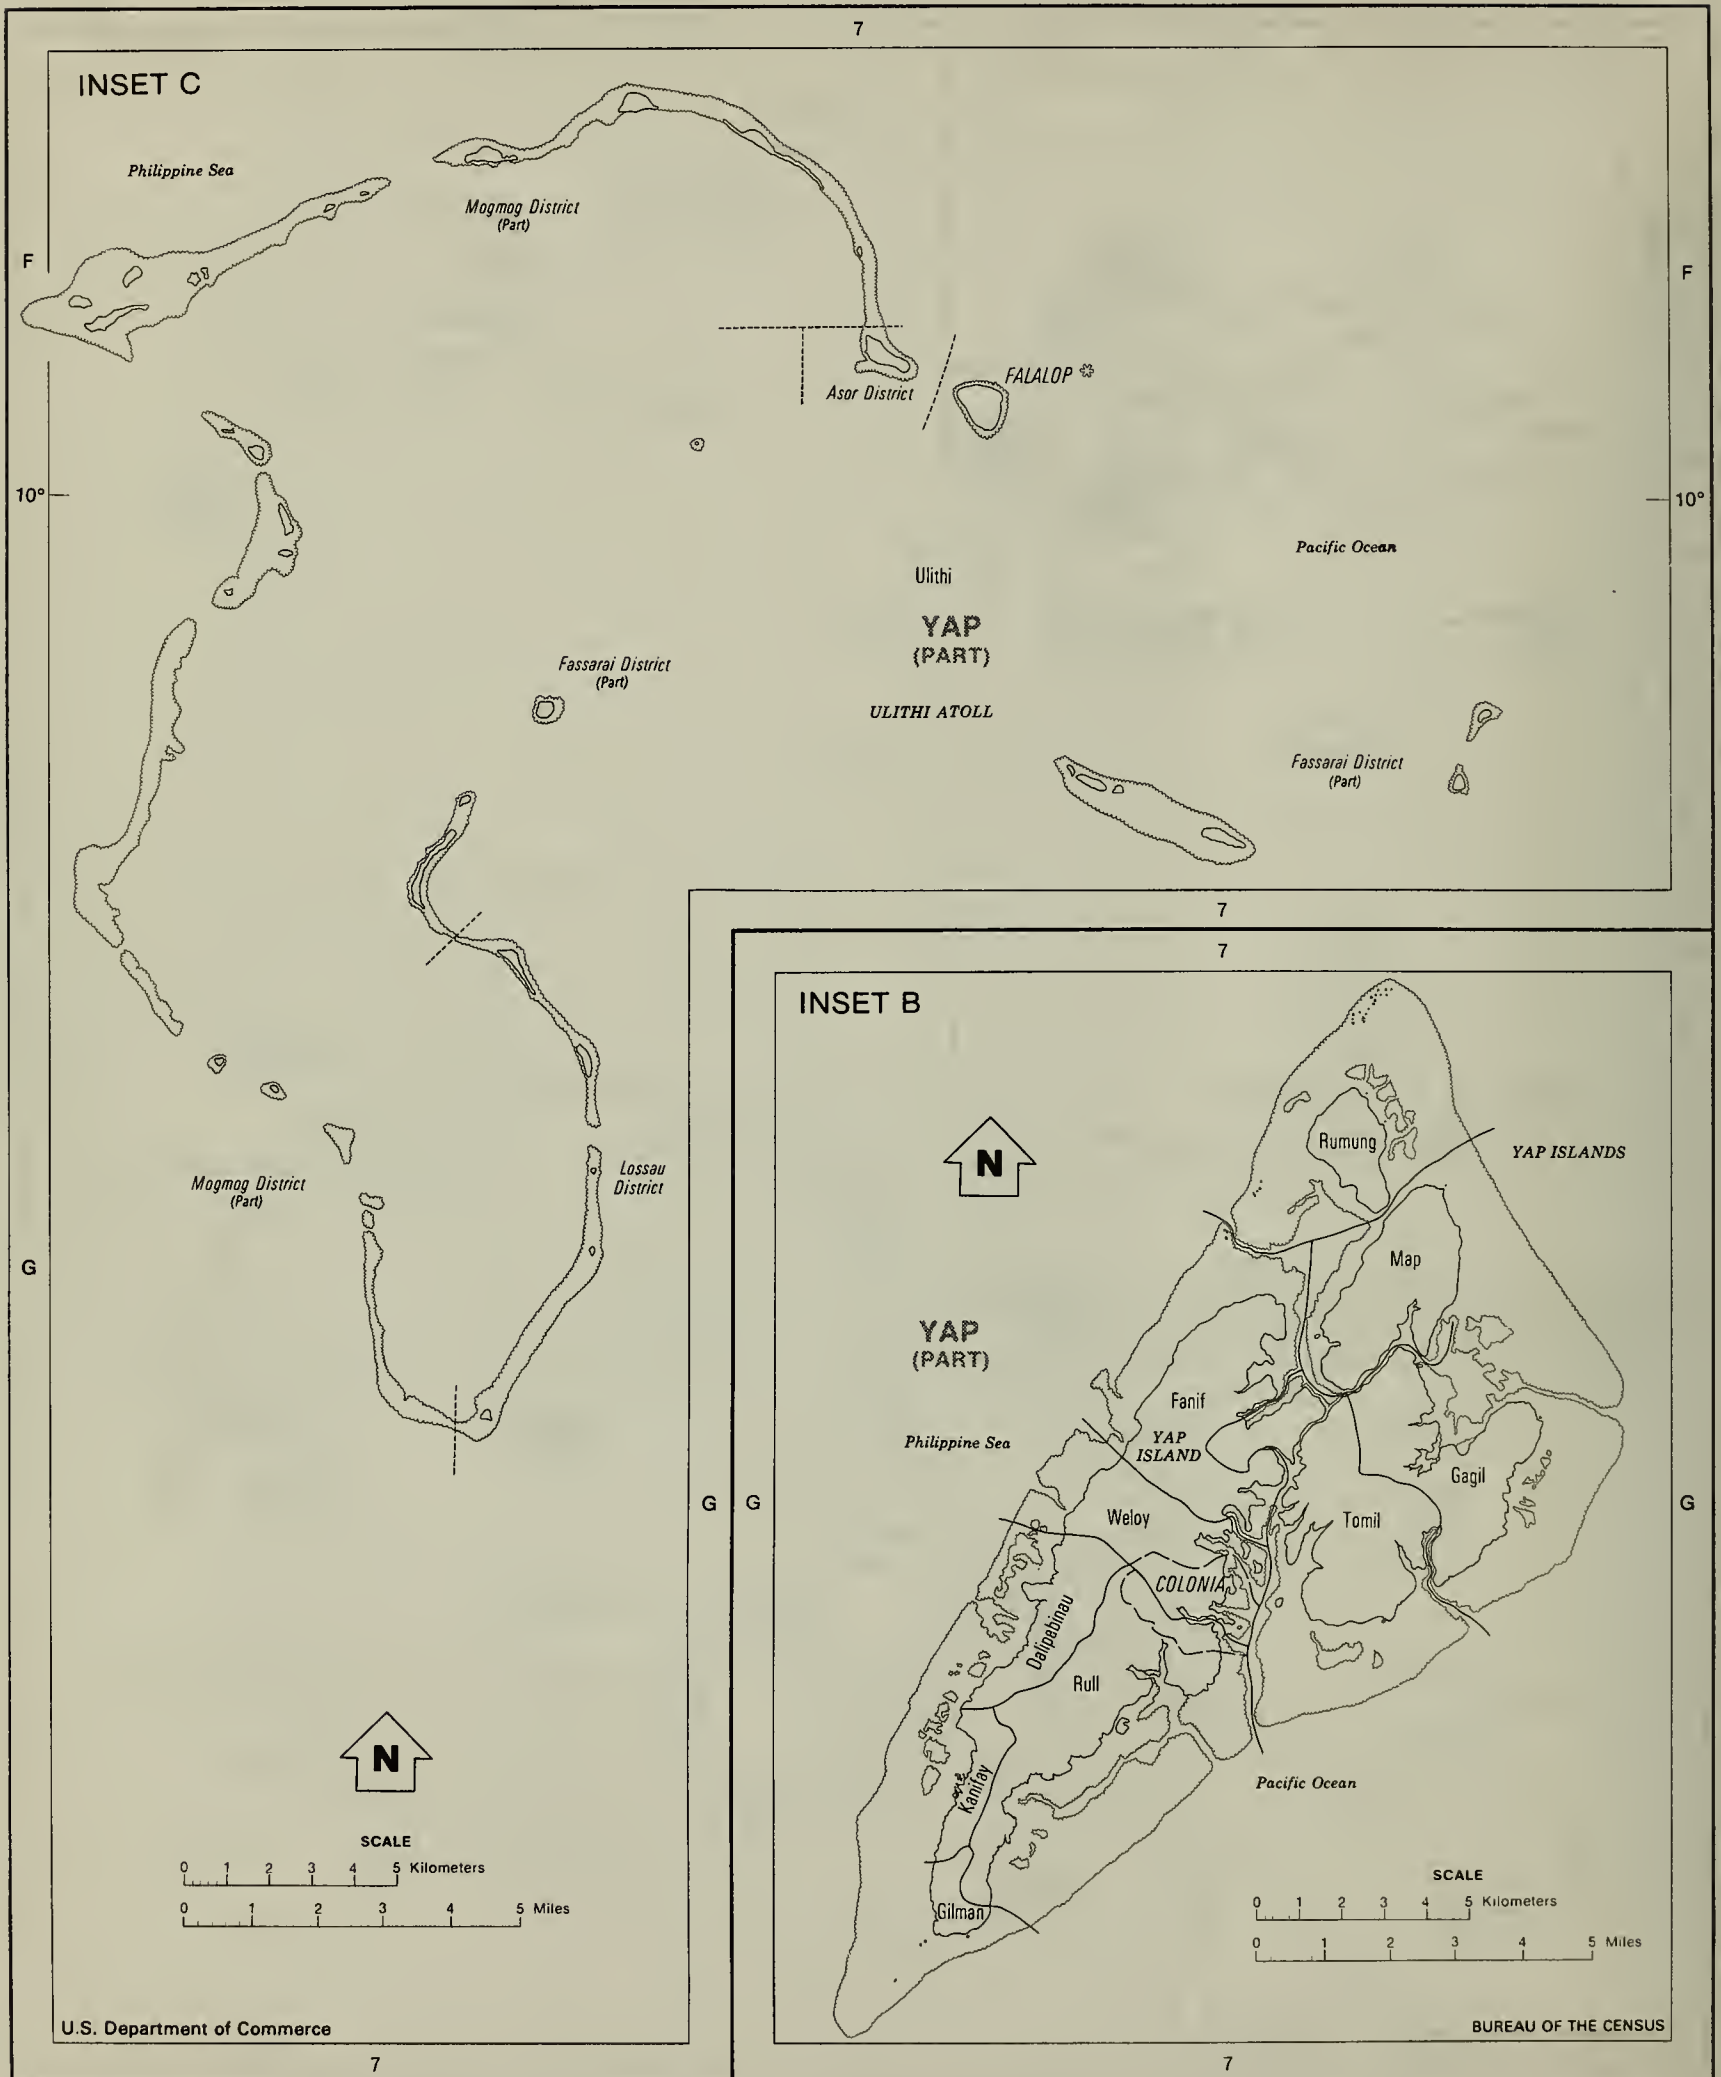 7
INSET C
Philippine Sea
Mogmog District
(Part)
F
F
FALALOP *
Asor District
10°
10°
Pacific Ocean
Ulithi
YAP
(PART)
Fassarai District
(Part)
ULITHI ATOLL
Fassarai District
(Part)
7
7
INSET B
N
Rumung
YAP ISLANDS
Lossau
District
Mogmog District
(Part)
G
Map
YAP
(PART)
Fanif
Philippine Sea
YAP
ISLAND
Gagil
G
G
G
Weloy
Tomil
COLONIA
Dalipebinau
Rull
N
Kanifay
Pacific Ocean
SCALE
0 1 2 3 4 5 Kilometers
0 1 2 3 4 5 Miles
SCALE
0 1 2 3 4 5 Kilometers
0 1 2 3 4 5 Miles
Gilman
U.S. Department of Commerce
BUREAU OF THE CENSUS
7
7